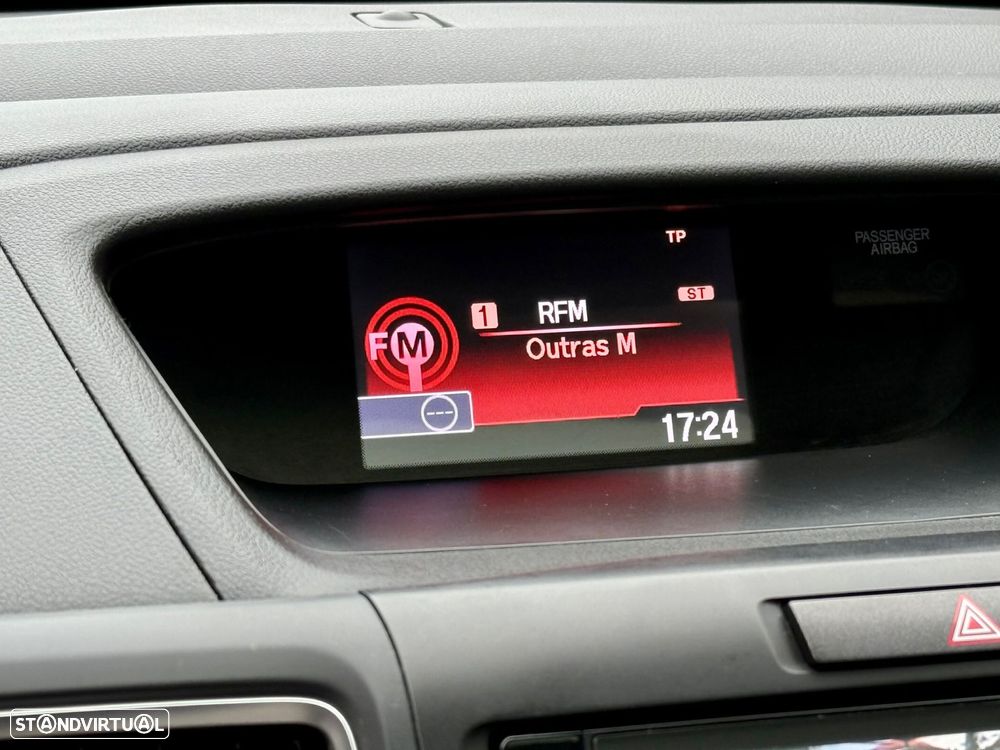 TP
PASSENGER
AIRBAG
ST
1 RFM
FM
Outras M
---
17:24
STANDVIRTUAL